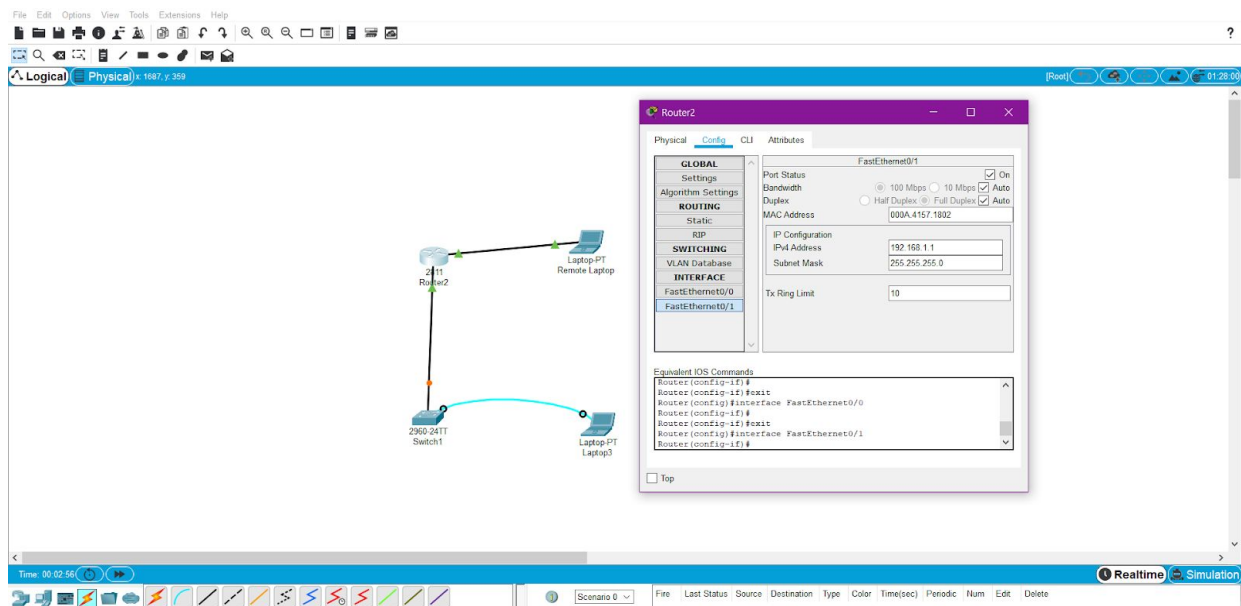 File Edit Options View Tools Extensions Help
?
Logical Physical x: 1687, y: 359 [Root] 01:28:00
Router2
Physical Config CLI Attributes
GLOBAL
Settings
Algorithm Settings
ROUTING
Static
RIP
SWITCHING
VLAN Database
INTERFACE
FastEthernet0/0
FastEthernet0/1
FastEthernet0/1
Port Status On
Bandwidth 100 Mbps 10 Mbps Auto
Duplex Half Duplex Full Duplex Auto
MAC Address 000A.4157.1802
IP Configuration
IPv4 Address 192.168.1.1
Subnet Mask 255.255.255.0
Tx Ring Limit 10
Equivalent IOS Commands
Router(config-if)#
Router(config-if)#exit
Router(config)#interface FastEthernet0/0
Router(config-if)#
Router(config-if)#exit
Router(config)#interface FastEthernet0/1
Router(config-if)#
Top
Laptop-PT
Remote Laptop
2811
Router2
2960-24TT
Switch1
Laptop-PT
Laptop3
Time: 00:02:56 Realtime Simulation
Scenario 0 Fire Last Status Source Destination Type Color Time(sec) Periodic Num Edit Delete